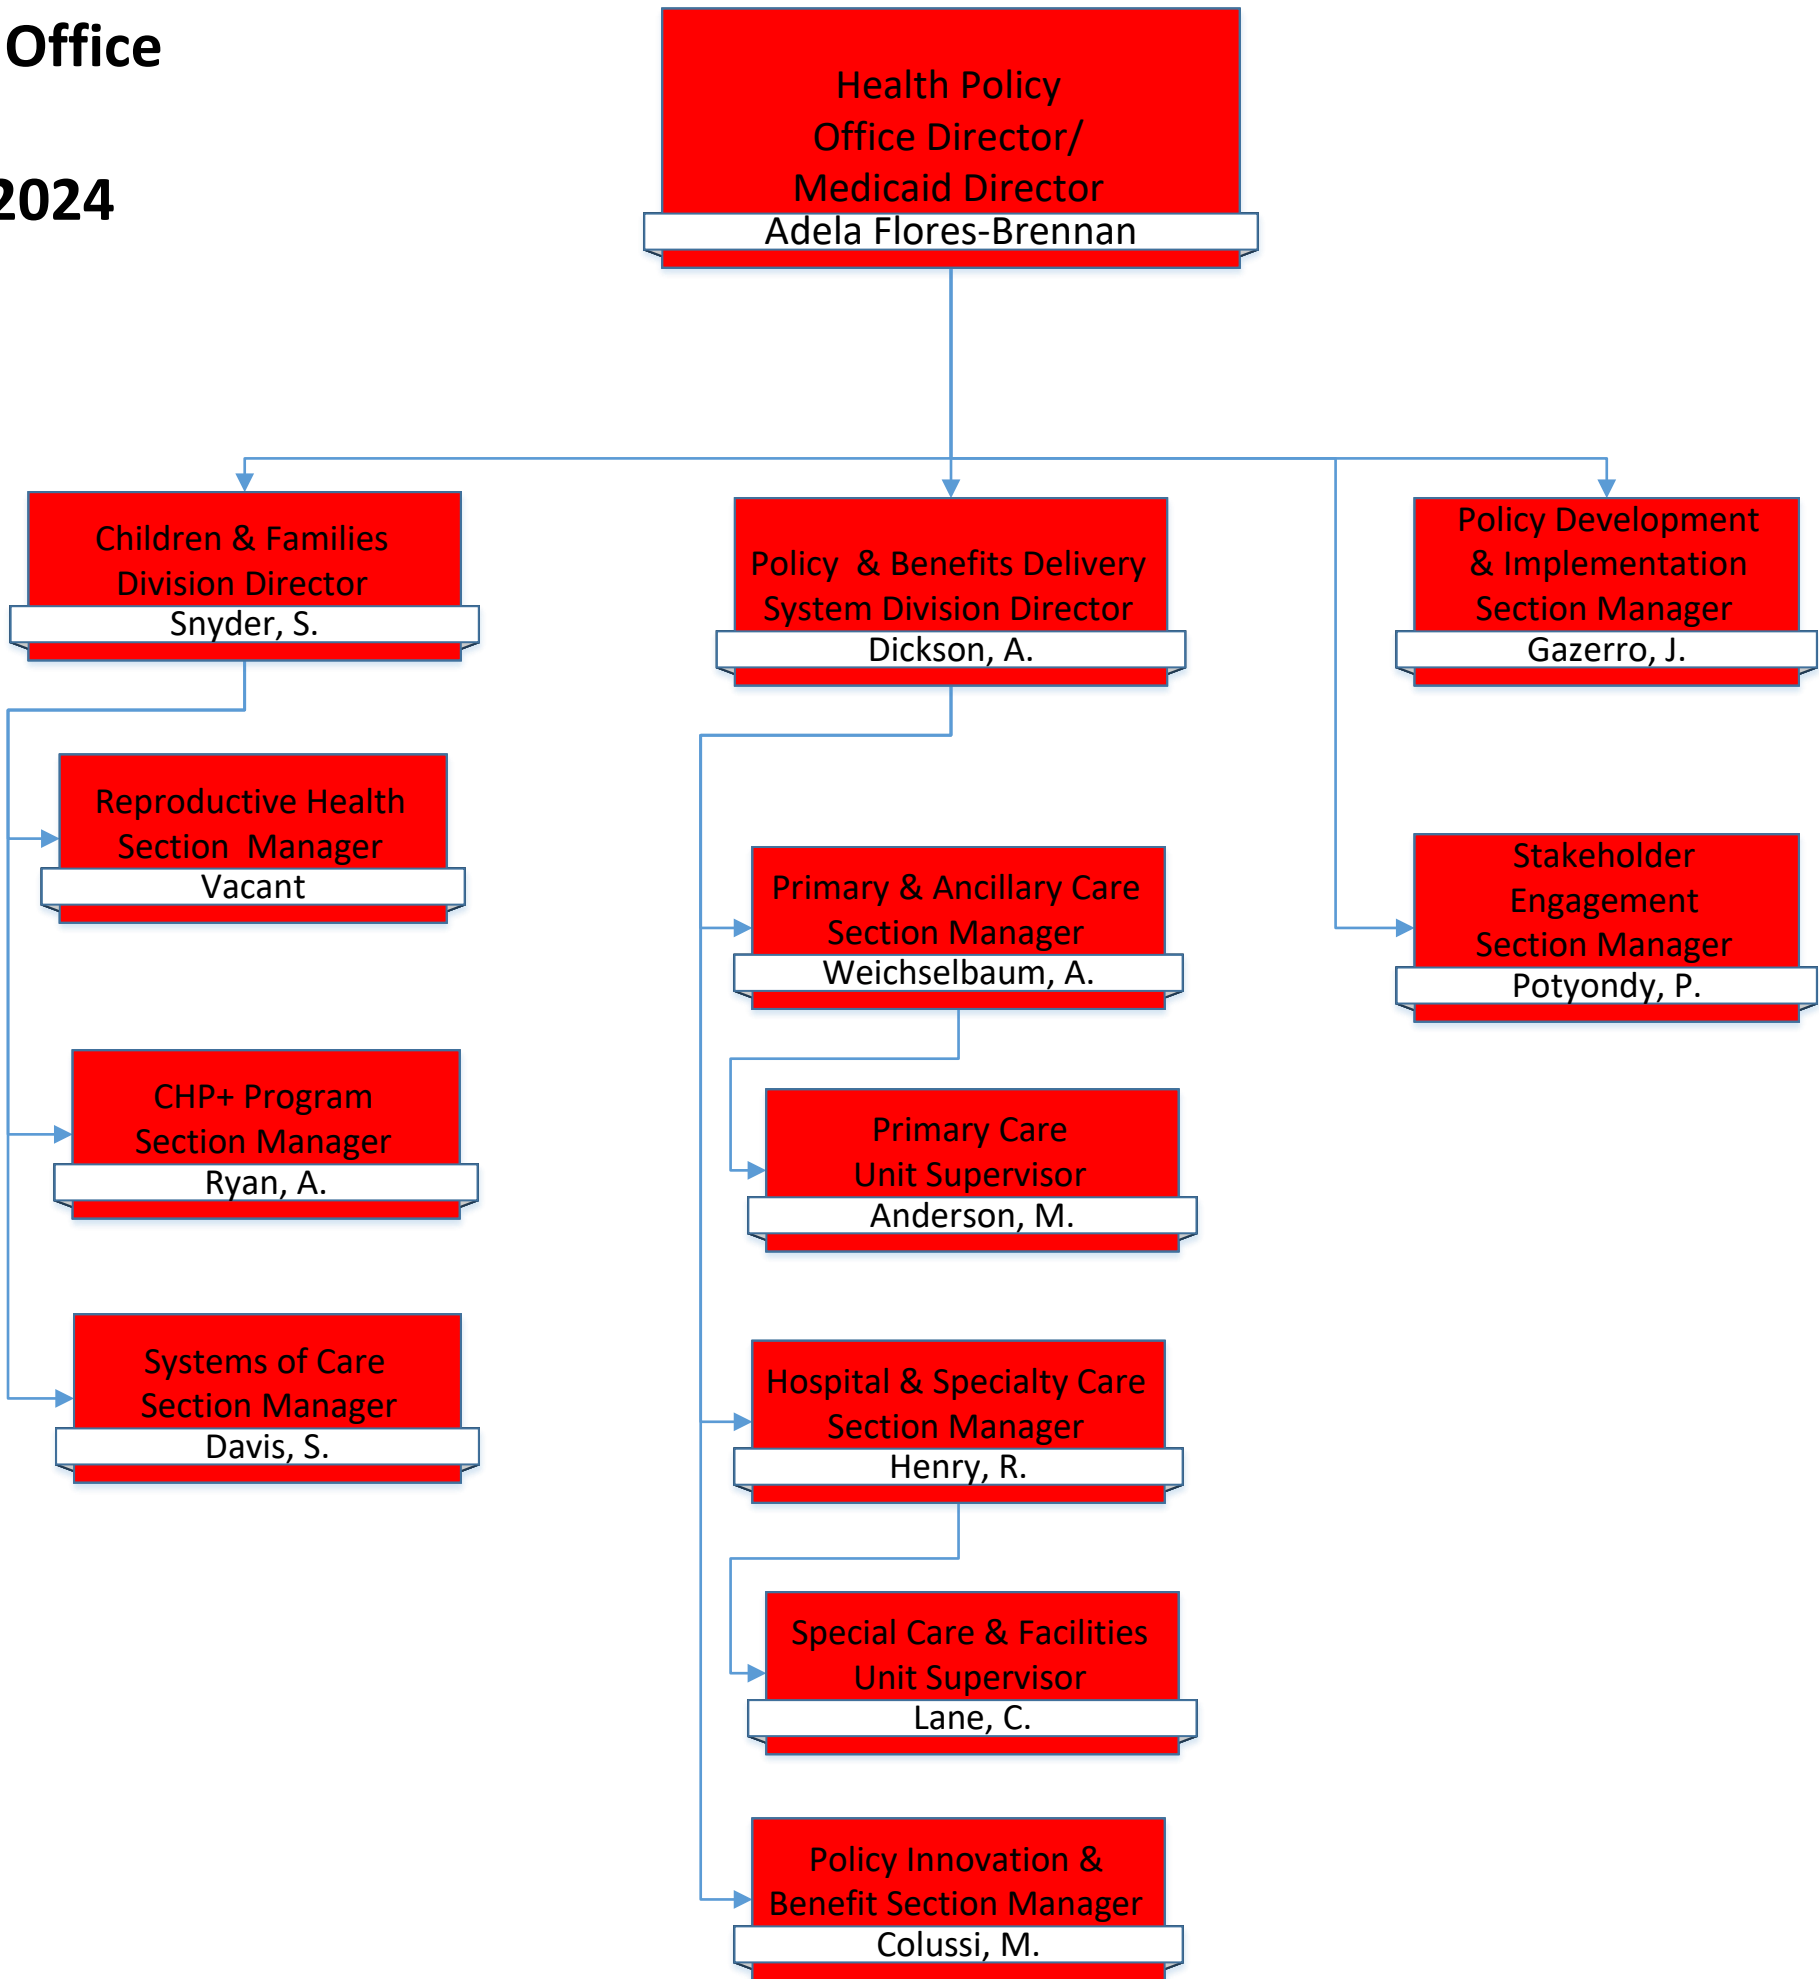 Office
2024
Health Policy
Office Director/
Medicaid Director
Adela Flores-Brennan
Children & Families
Division Director
Snyder, S.
Reproductive Health
Section  Manager
Vacant
CHP+ Program
Section Manager
Ryan, A.
Systems of Care
Section Manager
Davis, S.
Policy  & Benefits Delivery
System Division Director
Dickson, A.
Primary & Ancillary Care
Section Manager
Weichselbaum, A.
Primary Care
Unit Supervisor
Anderson, M.
Hospital & Specialty Care
Section Manager
Henry, R.
Special Care & Facilities
Unit Supervisor
Lane, C.
Policy Innovation &
Benefit Section Manager
Colussi, M.
Policy Development
& Implementation
Section Manager
Gazerro, J.
Stakeholder
Engagement
Section Manager
Potyondy, P.